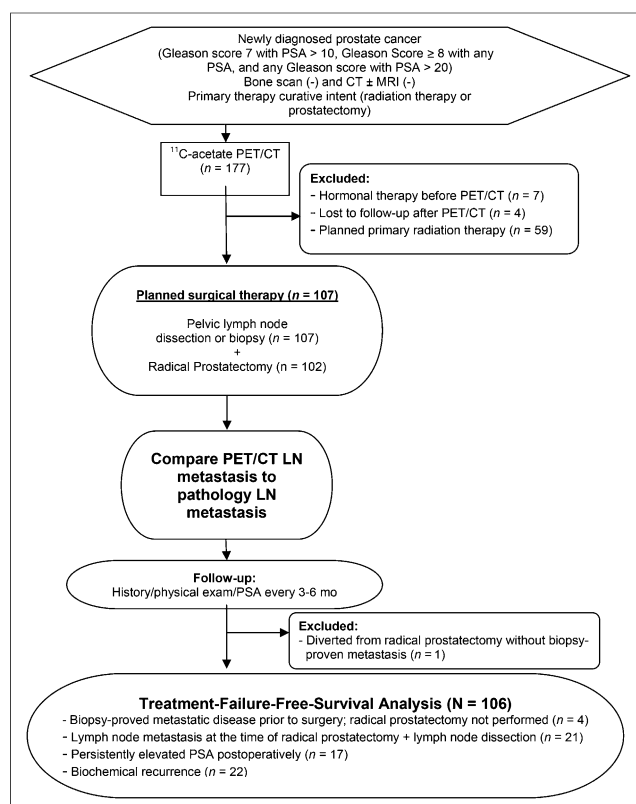 Newly diagnosed prostate cancer
(Gleason score 7 with PSA > 10, Gleason Score ≥ 8 with any
PSA, and any Gleason score with PSA > 20)
Bone scan (-) and CT ± MRI (-)
Primary therapy curative intent (radiation therapy or
prostatectomy)
¹¹C-acetate PET/CT
(n = 177)
Excluded:
- Hormonal therapy before PET/CT (n = 7)
- Lost to follow-up after PET/CT (n = 4)
- Planned primary radiation therapy (n = 59)
Planned surgical therapy (n = 107)
Pelvic lymph node
dissection or biopsy (n = 107)
+
Radical Prostatectomy (n = 102)
Compare PET/CT LN
metastasis to
pathology LN
metastasis
Follow-up:
History/physical exam/PSA every 3-6 mo
Excluded:
- Diverted from radical prostatectomy without biopsy-
proven metastasis (n = 1)
Treatment-Failure-Free-Survival Analysis (N = 106)
- Biopsy-proved metastatic disease prior to surgery; radical prostatectomy not performed (n = 4)
- Lymph node metastasis at the time of radical prostatectomy + lymph node dissection (n = 21)
- Persistently elevated PSA postoperatively (n = 17)
- Biochemical recurrence (n = 22)